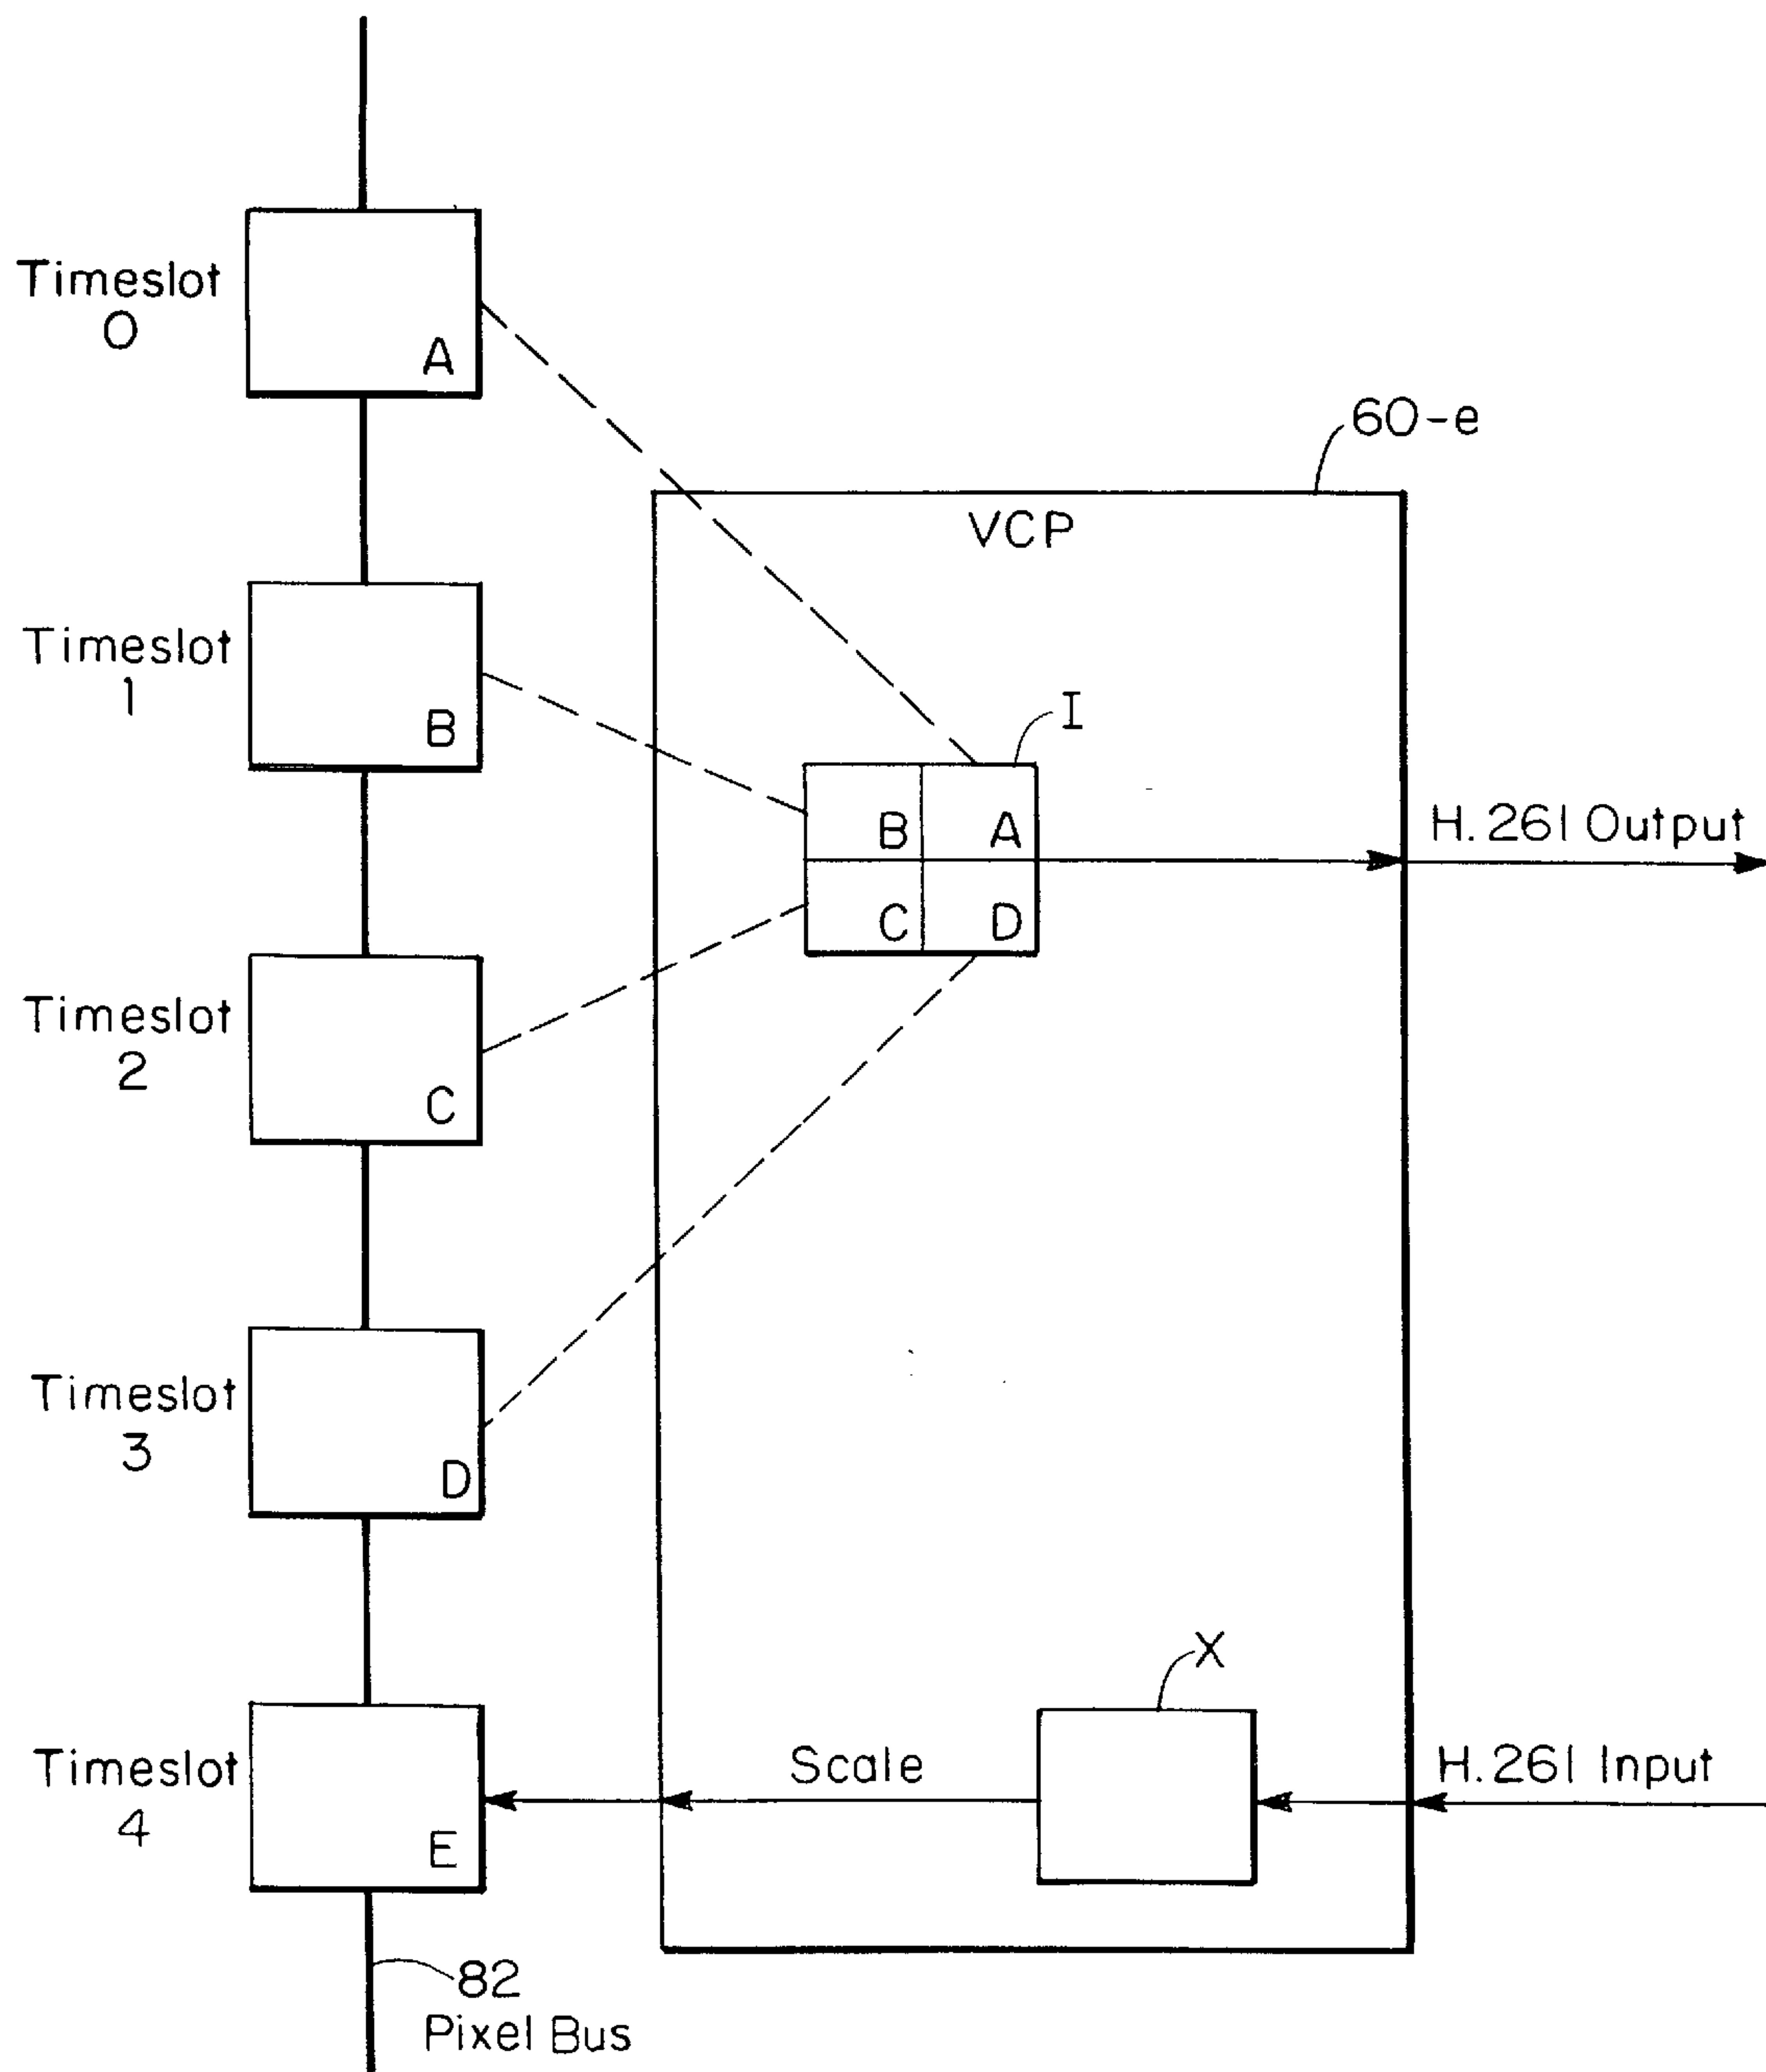 Timeslot
0
A
60-e
VCP
Timeslot
1
B
I
B A
H.261 Output
C D
Timeslot
2
C
Timeslot
3
D
X
Timeslot
4
E
Scale
H.261 Input
82
Pixel Bus